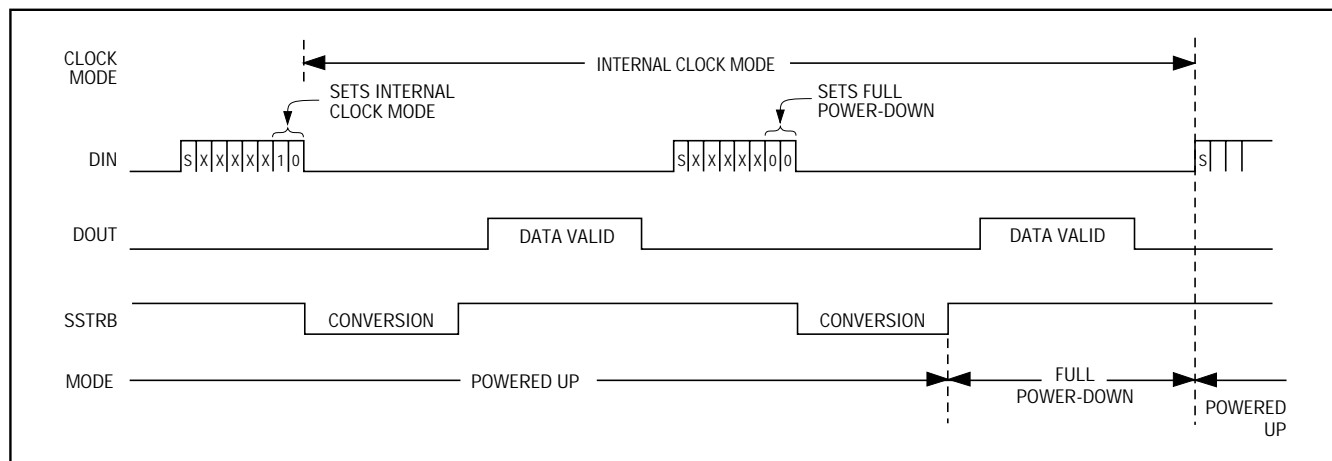 CLOCK
MODE
INTERNAL CLOCK MODE
SETS INTERNAL
CLOCK MODE
SETS FULL
POWER-DOWN
DIN
S X X X X X 1 0
S X X X X X 0 0
S
DOUT
DATA VALID
DATA VALID
SSTRB
CONVERSION
CONVERSION
MODE
POWERED UP
FULL
POWER-DOWN
POWERED
UP